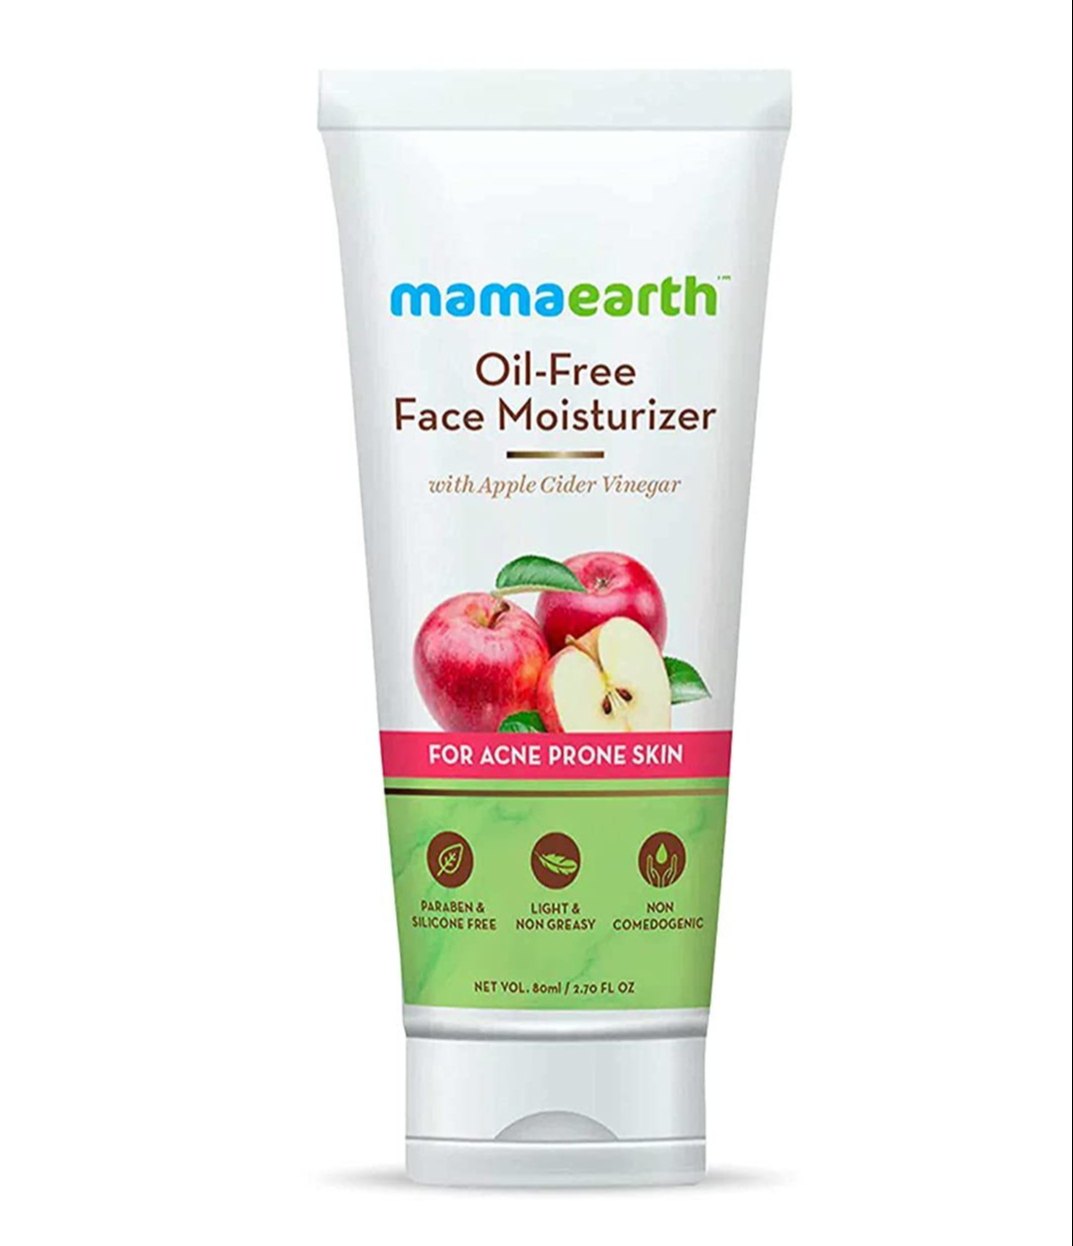 mamaearth™
Oil-Free
Face Moisturizer
with Apple Cider Vinegar
FOR ACNE PRONE SKIN
PARABEN &
SILICONE FREE
LIGHT &
NON GREASY
NON
COMEDOGENIC
NET VOL. 80ml / 2.70 FL OZ